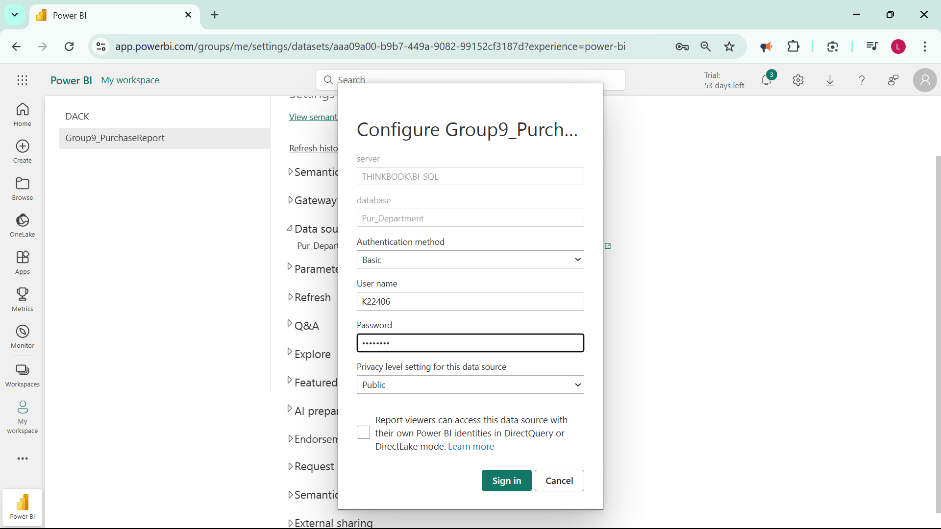 Power BI
app.powerbi.com/groups/me/settings/datasets/aaa09a00-b9b7-449a-9082-99152cf3187d?experience=power-bi
L
Power BI My workspace
Search
Trial:
53 days left
3
Home
Create
Browse
OneLake
Apps
Metrics
Monitor
Workspaces
My
workspace
Power BI
DACK
Group9_PurchaseReport
View semant
Refresh histo
Semantic
Gateway
Data sou
Pur_Depart
Paramete
Refresh
Q&A
Explore
Featured
AI prepar
Endorsem
Request
Semantic
External sharing
Configure Group9_Purch...
server
THINKBOOK\BI_SQL
database
Pur_Department
Authentication method
Basic
User name
K22406
Password
••••••••
Privacy level setting for this data source
Public
Report viewers can access this data source with
their own Power BI identities in DirectQuery or
DirectLake mode. Learn more
Sign in
Cancel